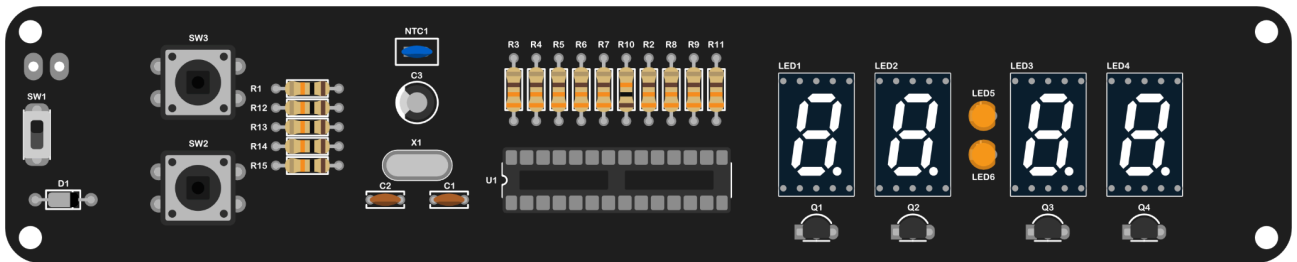 SW3
NTC1
R3 R4 R5 R6 R7 R10 R2 R8 R9 R11
LED1
LED2
LED3
LED4
C3
R1
SW1
LED5
R12
R13
X1
SW2
R14
R15
LED6
U1
D1
C2
C1
Q1
Q2
Q3
Q4